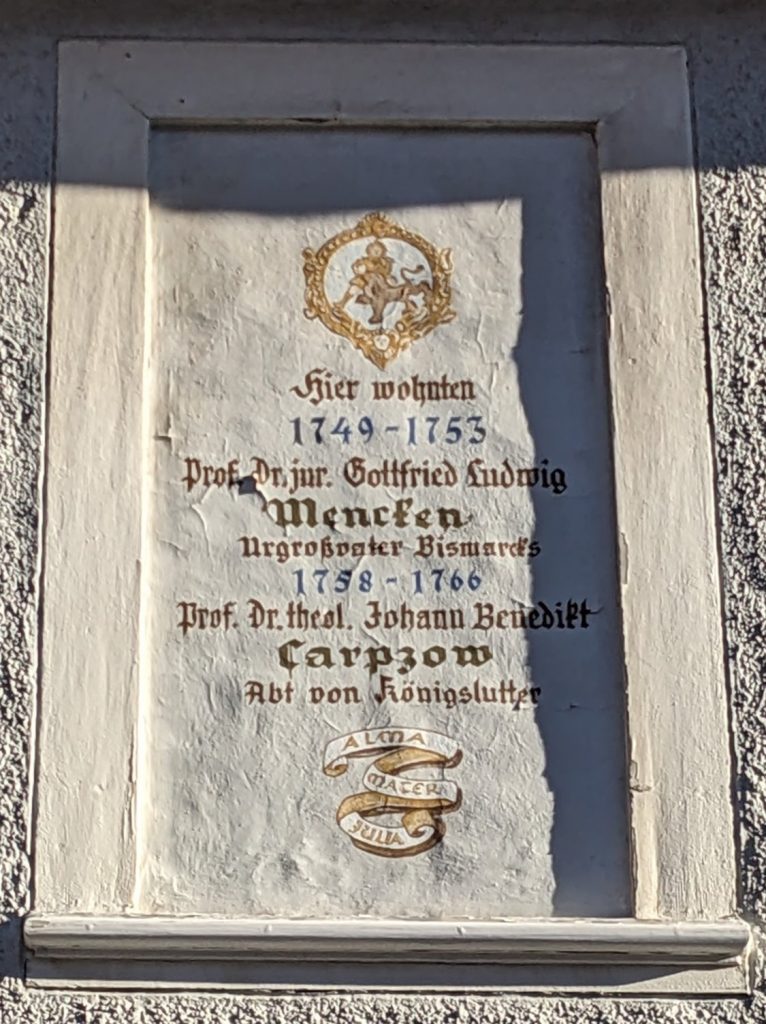 Hier wohnten
1749-1753
Prof. Dr. jur. Gottfried Ludwig
Mencken
Urgroßvater Bismarcks
1758 - 1766
Prof. Dr. theol. Johann Benedikt
Carpzow
Abt von Königslutter
ALMA
MATER
JULIA